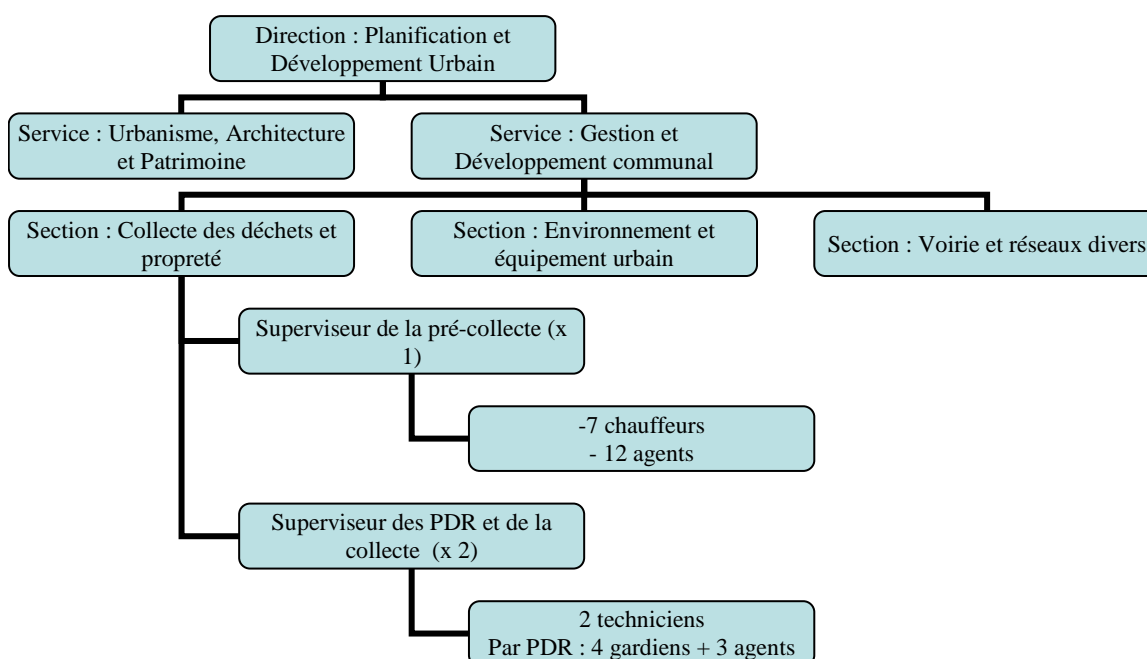 Direction : Planification et
Développement Urbain
Service : Urbanisme, Architecture
et Patrimoine
Service : Gestion et
Développement communal
Section : Collecte des déchets et
propreté
Section : Environnement et
équipement urbain
Section : Voirie et réseaux divers
Superviseur de la pré-collecte (x
1)
-7 chauffeurs
- 12 agents
Superviseur des PDR et de la
collecte  (x 2)
2 techniciens
Par PDR : 4 gardiens + 3 agents